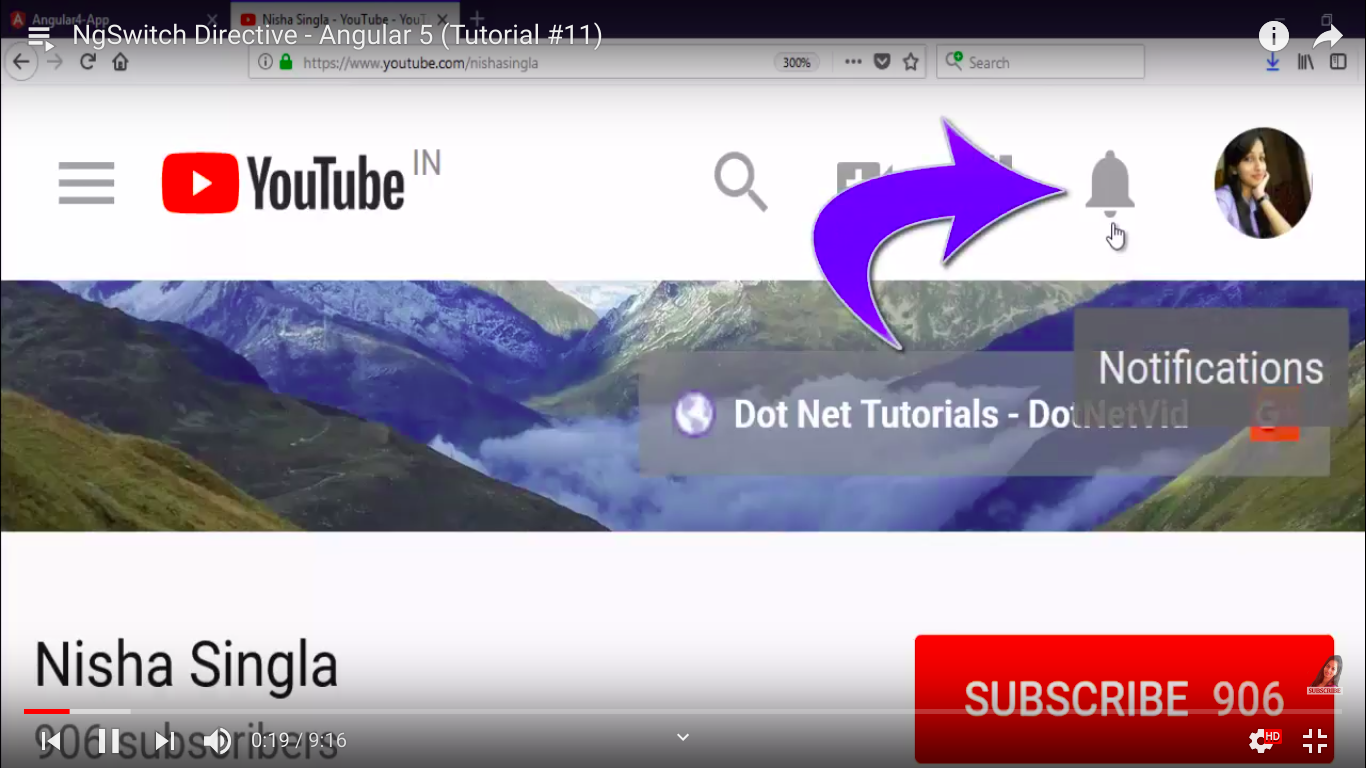 Angular4-App
Nisha Singla - YouTube - YouT
NgSwitch Directive - Angular 5 (Tutorial #11)
https://www.youtube.com/nishasingla
300%
Search
YouTube IN
Notifications
Dot Net Tutorials - DotNetVid
G+
Nisha Singla
SUBSCRIBE 906
SUBSCRIBE
906 subscribers
0:19 / 9:16
HD